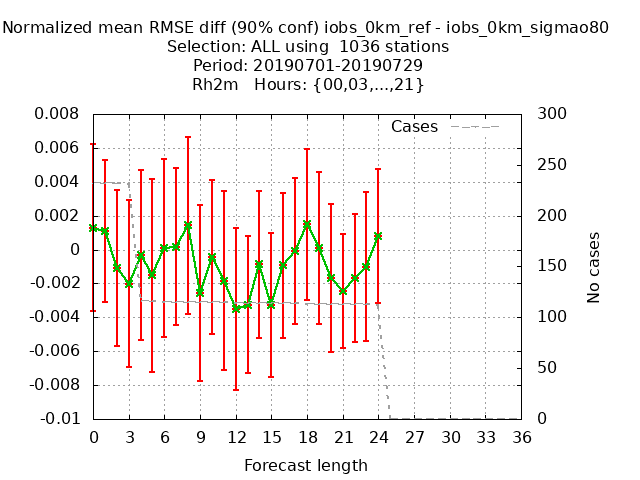 Normalized mean RMSE diff (90% conf) iobs_0km_ref - iobs_0km_sigmao80
Selection: ALL using  1036 stations
Period: 20190701-20190729
Rh2m   Hours: {00,03,...,21}
Cases
0.008
0.006
0.004
0.002
0
-0.002
-0.004
-0.006
-0.008
-0.01
300
250
200
150
100
50
0
No cases
0 3 6 9 12 15 18 21 24 27 30 33 36
Forecast length